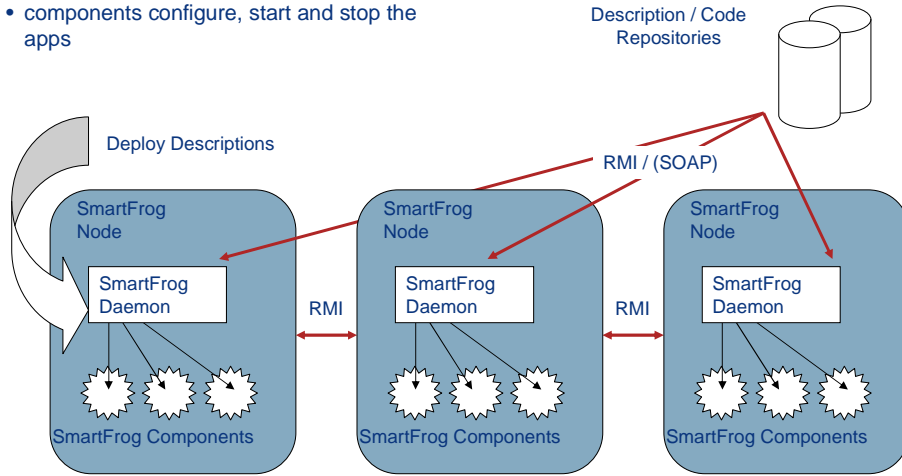 • components configure, start and stop the
apps
Description / Code
Repositories
Deploy Descriptions
RMI / (SOAP)
SmartFrog
Node
SmartFrog
Node
SmartFrog
Node
SmartFrog
Daemon
SmartFrog
Daemon
SmartFrog
Daemon
RMI
RMI
SmartFrog Components
SmartFrog Components
SmartFrog Components